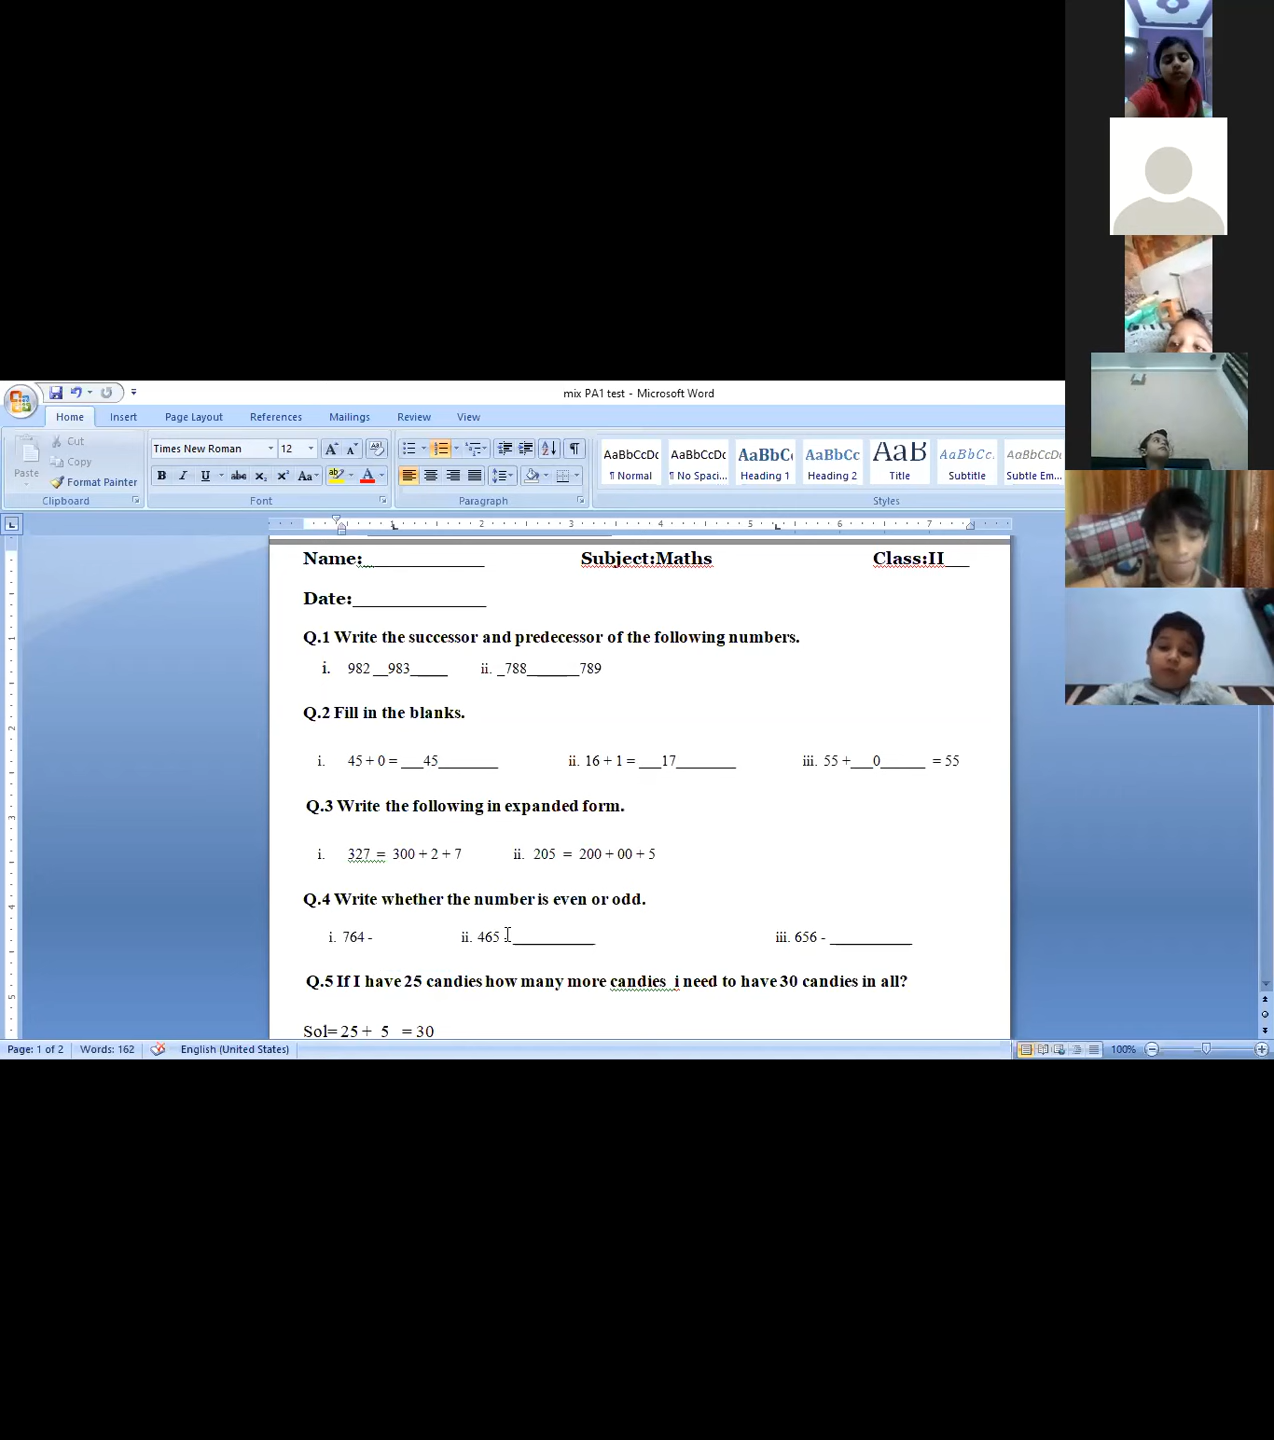 mix PA1 test - Microsoft Word
Home Insert Page Layout References Mailings Review View
Paste
Cut
Copy
Format Painter
Clipboard
Times New Roman 12
Font
Paragraph
AaBbCcDc AaBbCcDc AaBbC AaBbCc AaB AaBbCc. AaBbCcDc
¶ Normal ¶ No Spaci... Heading 1 Heading 2 Title Subtitle Subtle Em...
Styles
1 2 3 4 5 6 7
Name:______________ Subject:Maths Class:II___
Date:________________
Q.1 Write the successor and predecessor of the following numbers.
i. 982 __983_____ ii. _788_______789
Q.2 Fill in the blanks.
i. 45 + 0 = ___45________ ii. 16 + 1 = ___17________ iii. 55 +___0______ = 55
Q.3 Write the following in expanded form.
i. 327 = 300 + 2 + 7 ii. 205 = 200 + 00 + 5
Q.4 Write whether the number is even or odd.
i. 764 - ii. 465 - ___________ iii. 656 - ___________
Q.5 If I have 25 candies how many more candies i need to have 30 candies in all?
Sol= 25 + 5 = 30
Page: 1 of 2 Words: 162 English (United States) 100%